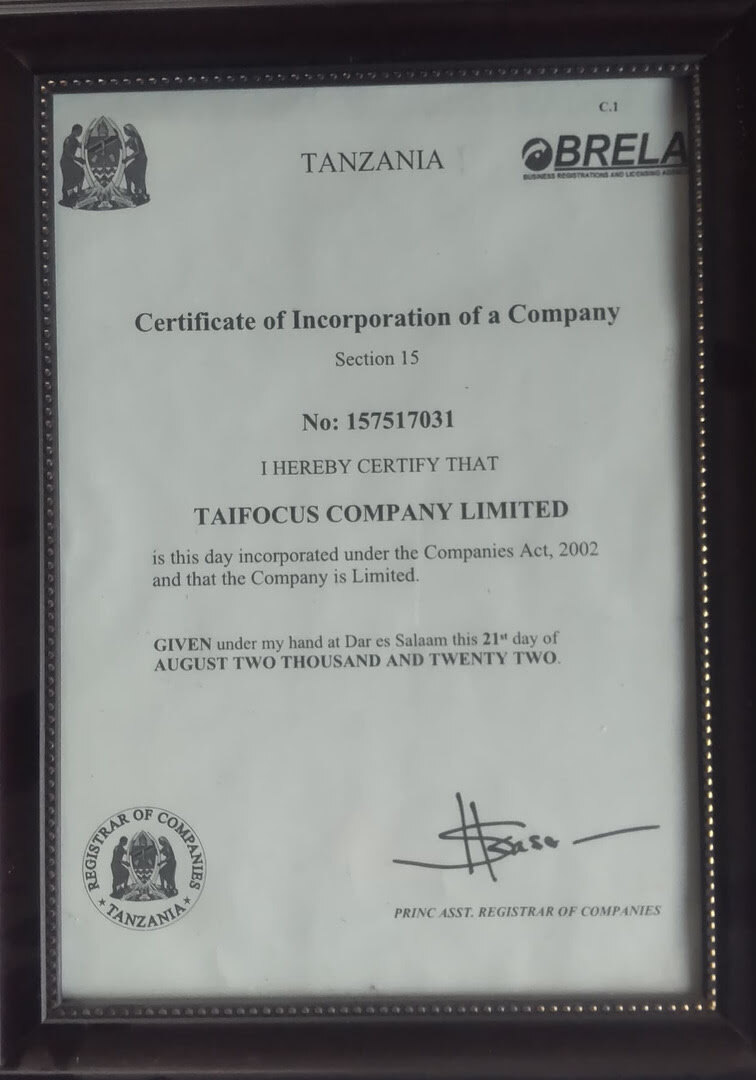 C.1
TANZANIA
BRELA
BUSINESS REGISTRATIONS AND LICENSING
Certificate of Incorporation of a Company
Section 15
No: 157517031
I HEREBY CERTIFY THAT
TAIFOCUS COMPANY LIMITED
is this day incorporated under the Companies Act, 2002
and that the Company is Limited.
GIVEN under my hand at Dar es Salaam this 21st day of
AUGUST TWO THOUSAND AND TWENTY TWO.
REGISTRAR OF COMPANIES
TANZANIA
PRINC ASST. REGISTRAR OF COMPANIES